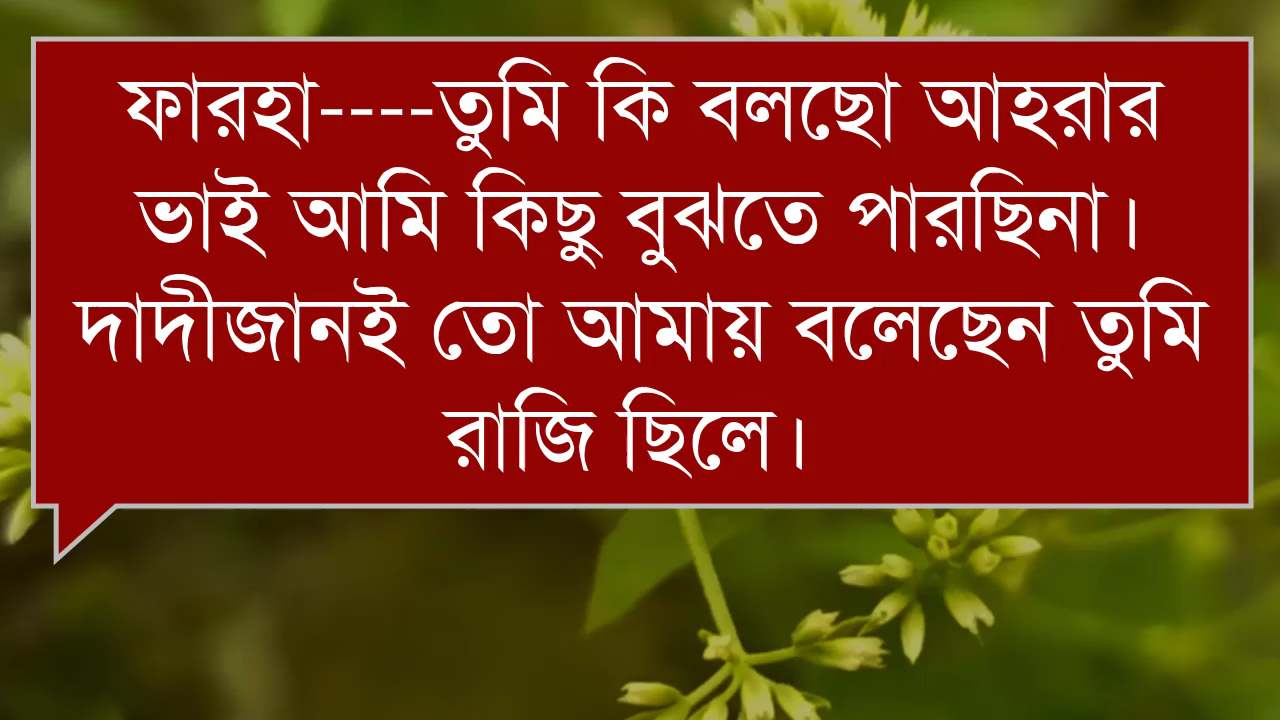 ফারহা----তুমি কি বলছো আহরার
ভাই আমি কিছু বুঝতে পারছিনা।
দাদীজানই তো আমায় বলেছেন তুমি
রাজি ছিলে।